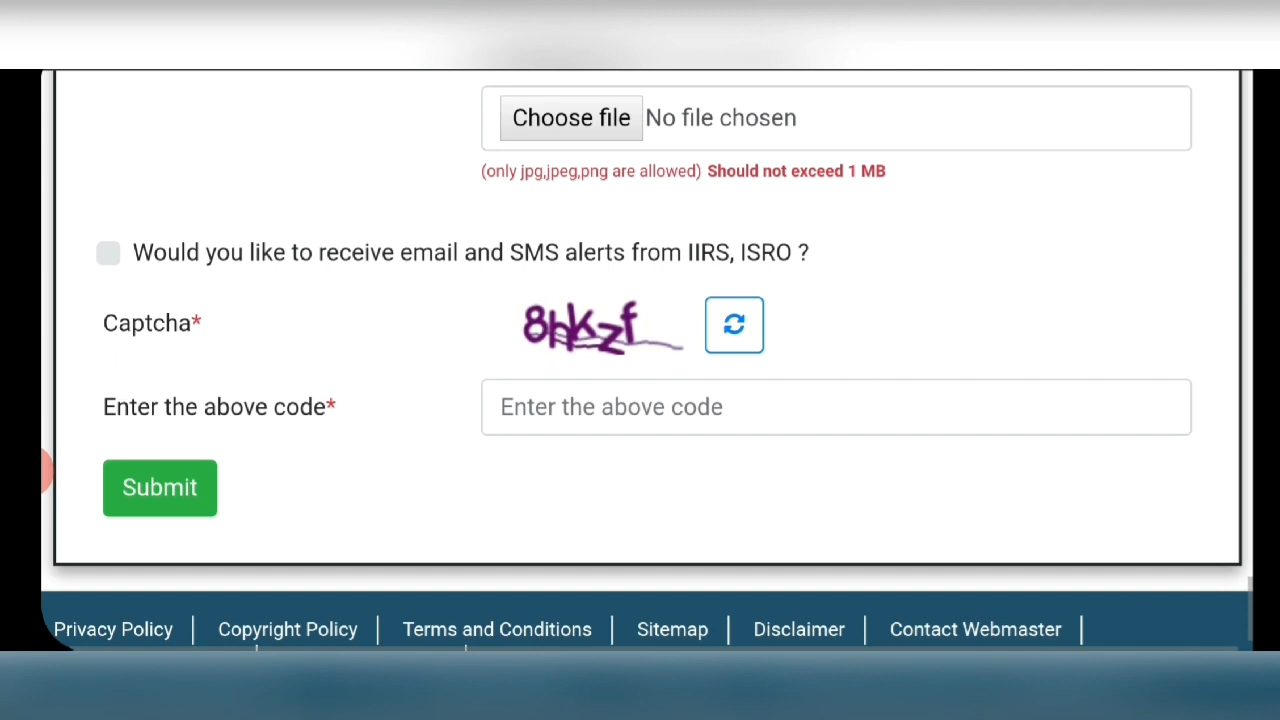 Choose file No file chosen
(only jpg,jpeg,png are allowed) Should not exceed 1 MB
Would you like to receive email and SMS alerts from IIRS, ISRO ?
Captcha*
Enter the above code* Enter the above code
Submit
Privacy Policy | Copyright Policy | Terms and Conditions | Sitemap | Disclaimer | Contact Webmaster |